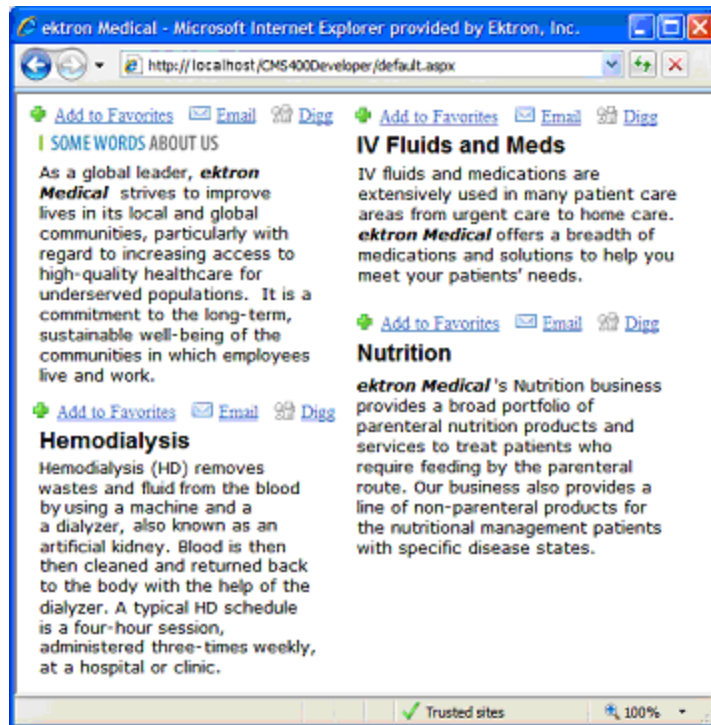 ektron Medical - Microsoft Internet Explorer provided by Ektron, Inc.
http://localhost/CMS400Developer/default.aspx
Add to Favorites Email Digg
SOME WORDS ABOUT US
As a global leader, ektron
Medical strives to improve
lives in its local and global
communities, particularly with
regard to increasing access to
high-quality healthcare for
underserved populations. It is a
commitment to the long-term,
sustainable well-being of the
communities in which employees
live and work.
Add to Favorites Email Digg
Hemodialysis
Hemodialysis (HD) removes
wastes and fluid from the blood
by using a machine and a
a dialyzer, also known as an
artificial kidney. Blood is then
then cleaned and returned back
to the body with the help of the
dialyzer. A typical HD schedule
is a four-hour session,
administered three-times weekly,
at a hospital or clinic.
Add to Favorites Email Digg
IV Fluids and Meds
IV fluids and medications are
extensively used in many patient care
areas from urgent care to home care.
ektron Medical offers a breadth of
medications and solutions to help you
meet your patients' needs.
Add to Favorites Email Digg
Nutrition
ektron Medical 's Nutrition business
provides a broad portfolio of
parenteral nutrition products and
services to treat patients who
require feeding by the parenteral
route. Our business also provides a
line of non-parenteral products for
the nutritional management patients
with specific disease states.
Trusted sites 100%